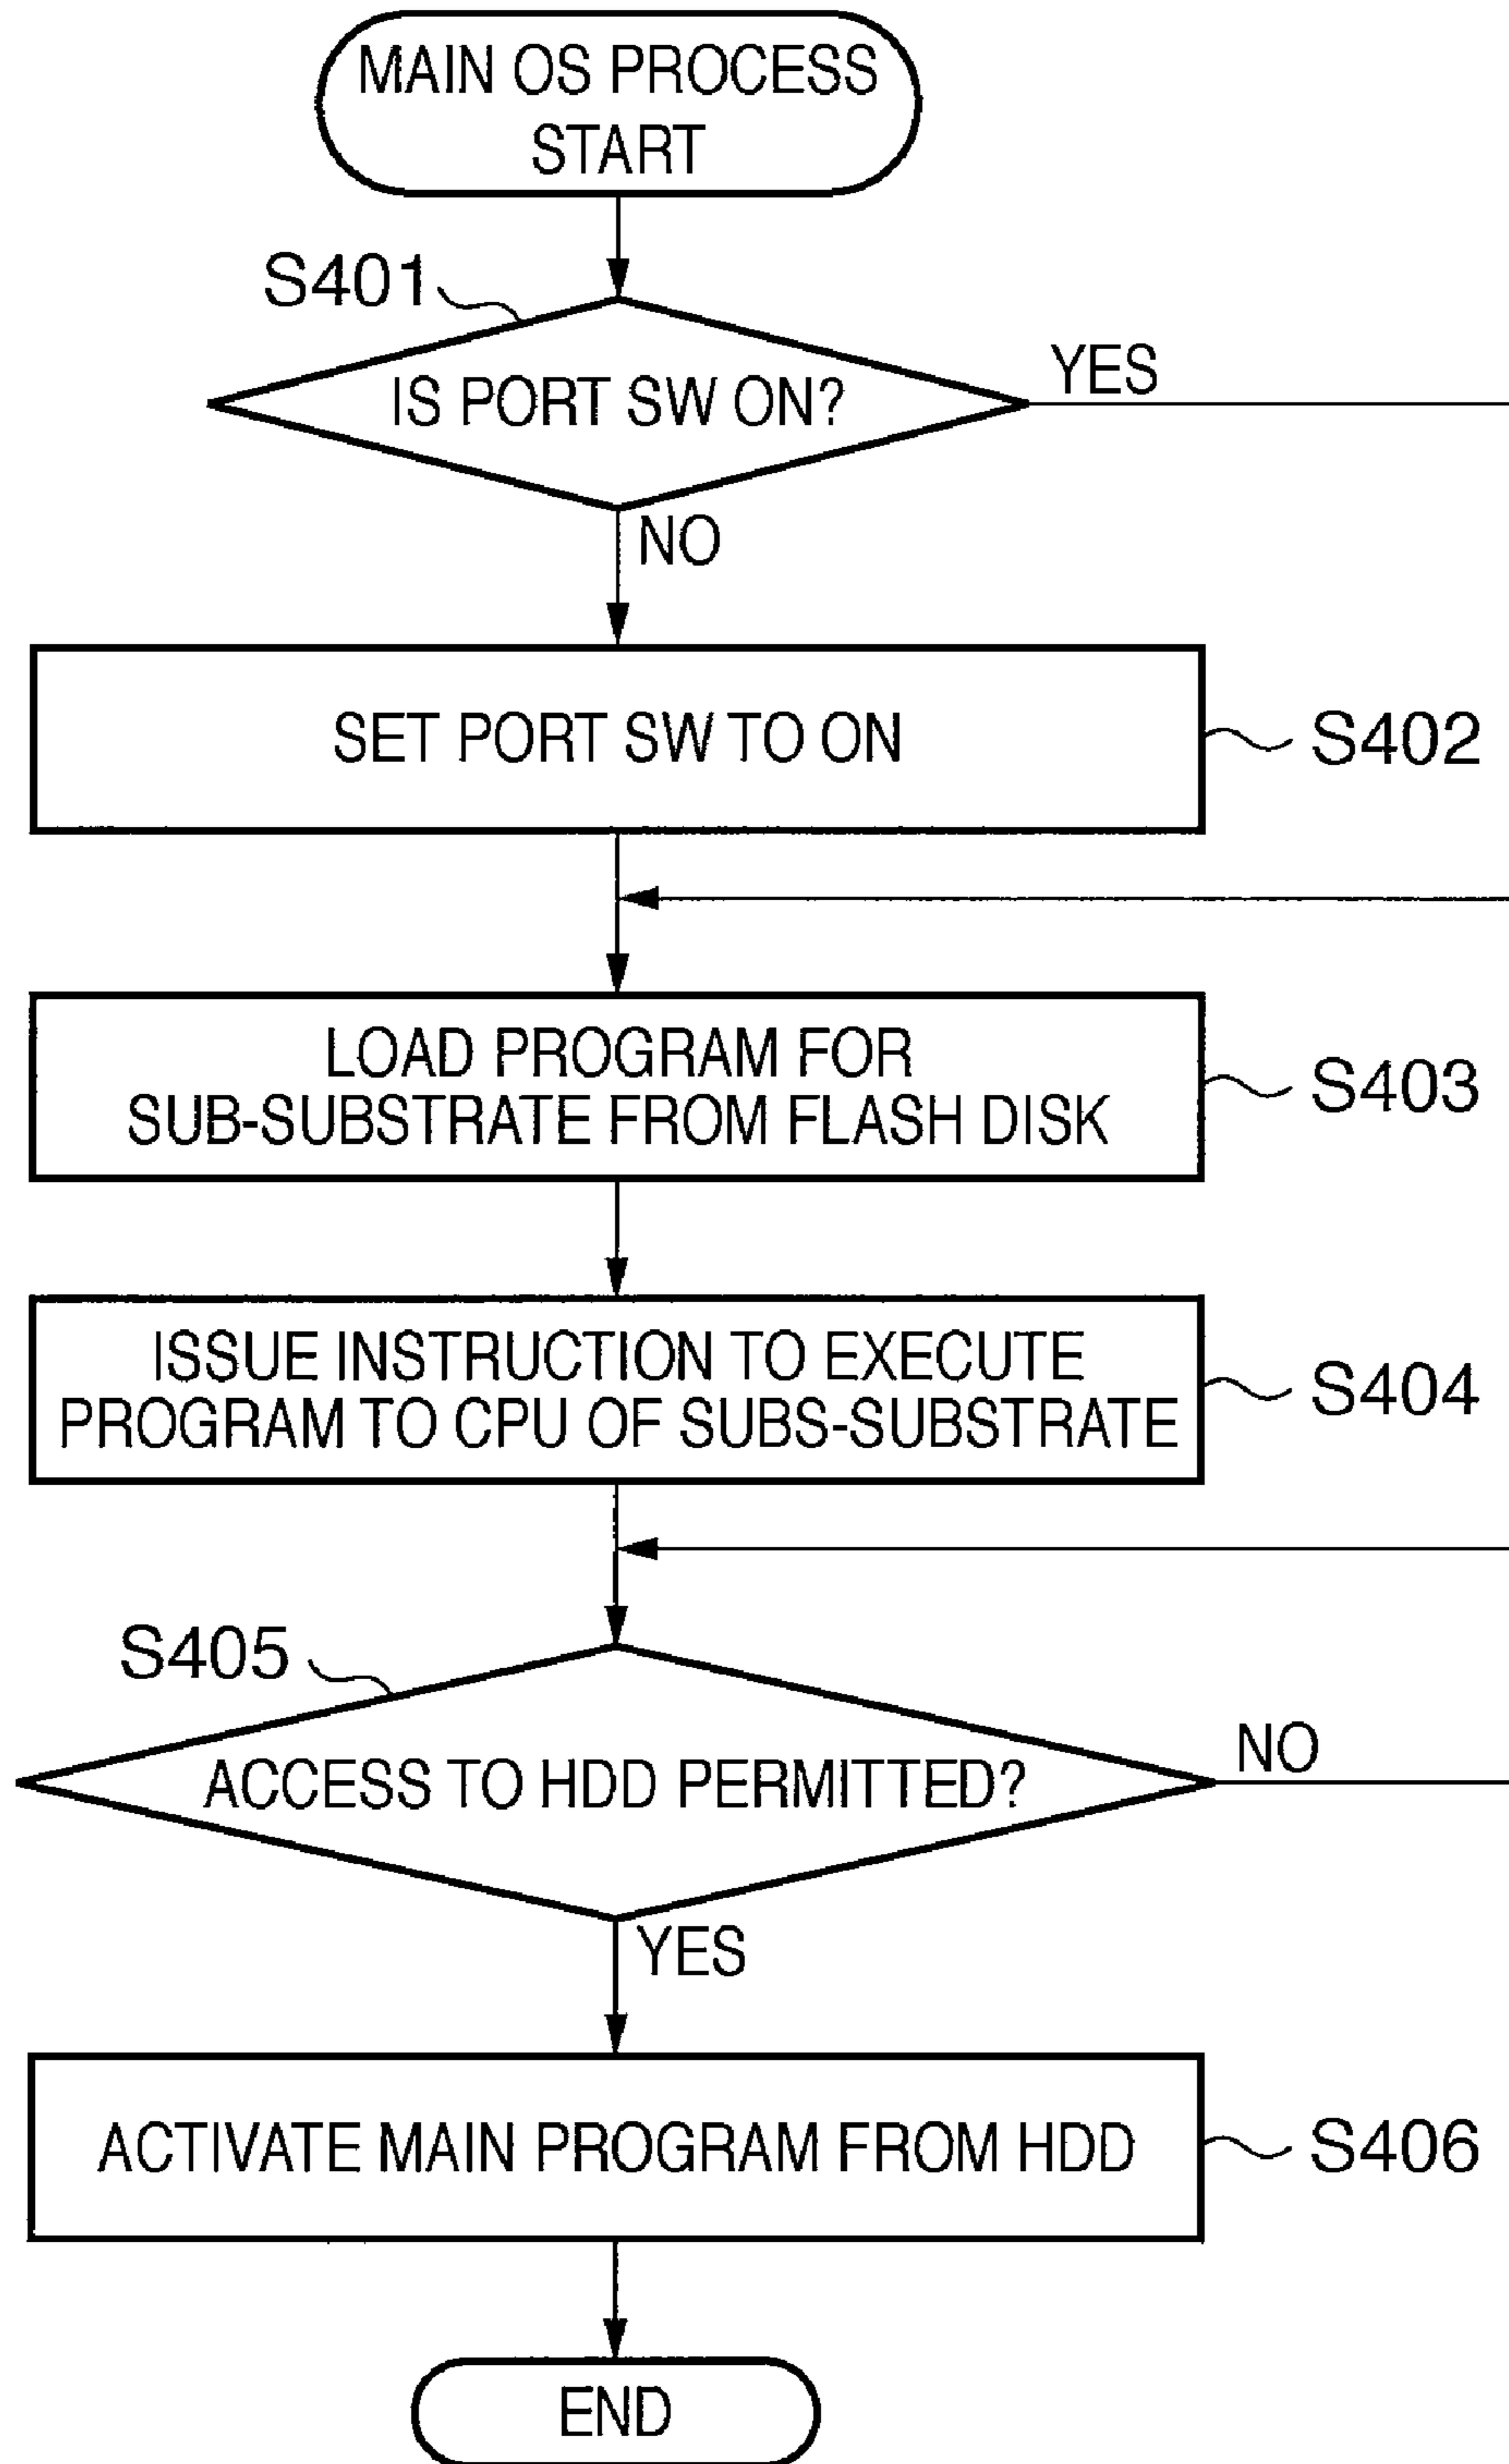 MAIN OS PROCESS
START
S401
IS PORT SW ON?
YES
NO
SET PORT SW TO ON
S402
LOAD PROGRAM FOR
SUB-SUBSTRATE FROM FLASH DISK
S403
ISSUE INSTRUCTION TO EXECUTE
PROGRAM TO CPU OF SUBS-SUBSTRATE
S404
S405
ACCESS TO HDD PERMITTED?
NO
YES
ACTIVATE MAIN PROGRAM FROM HDD
S406
END